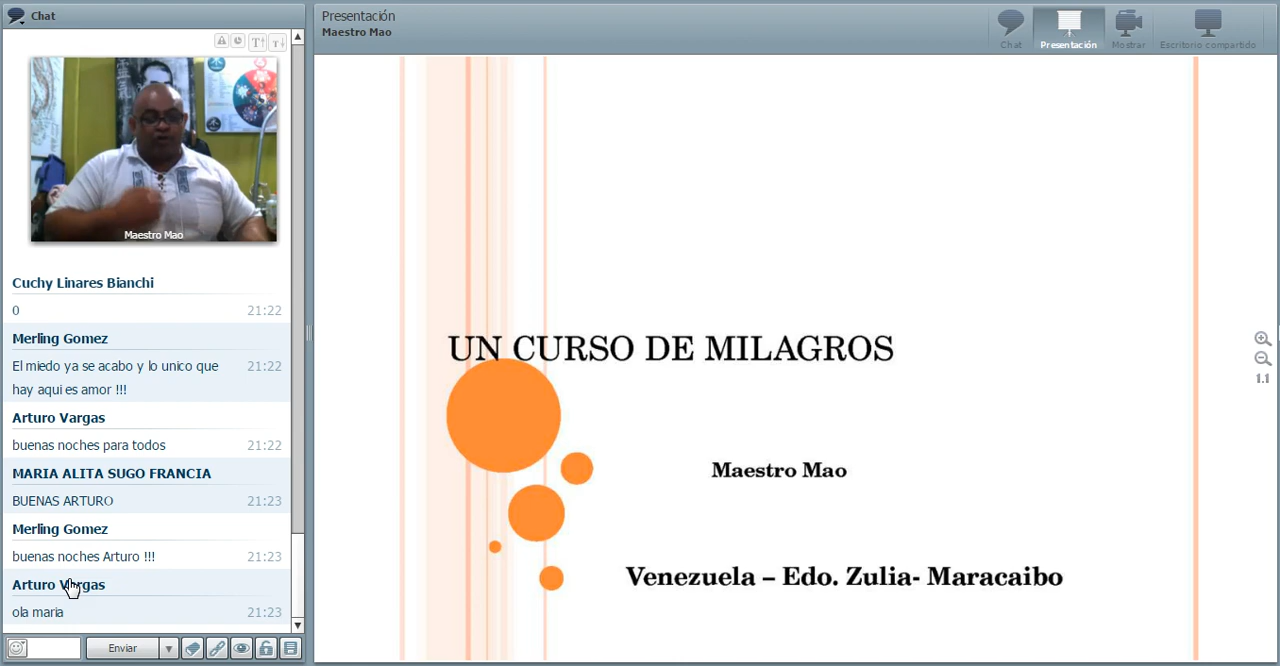 Chat
Maestro Mao
Cuchy Linares Bianchi
0 21:22
Merling Gomez
El miedo ya se acabo y lo unico que 21:22
hay aqui es amor !!!
Arturo Vargas
buenas noches para todos 21:22
MARIA ALITA SUGO FRANCIA
BUENAS ARTURO 21:23
Merling Gomez
buenas noches Arturo !!! 21:23
Arturo Vargas
ola maria 21:23
Enviar
Presentación
Maestro Mao
Chat Presentación Mostrar Escritorio compartido
UN CURSO DE MILAGROS
Maestro Mao
Venezuela – Edo. Zulia- Maracaibo
1.1